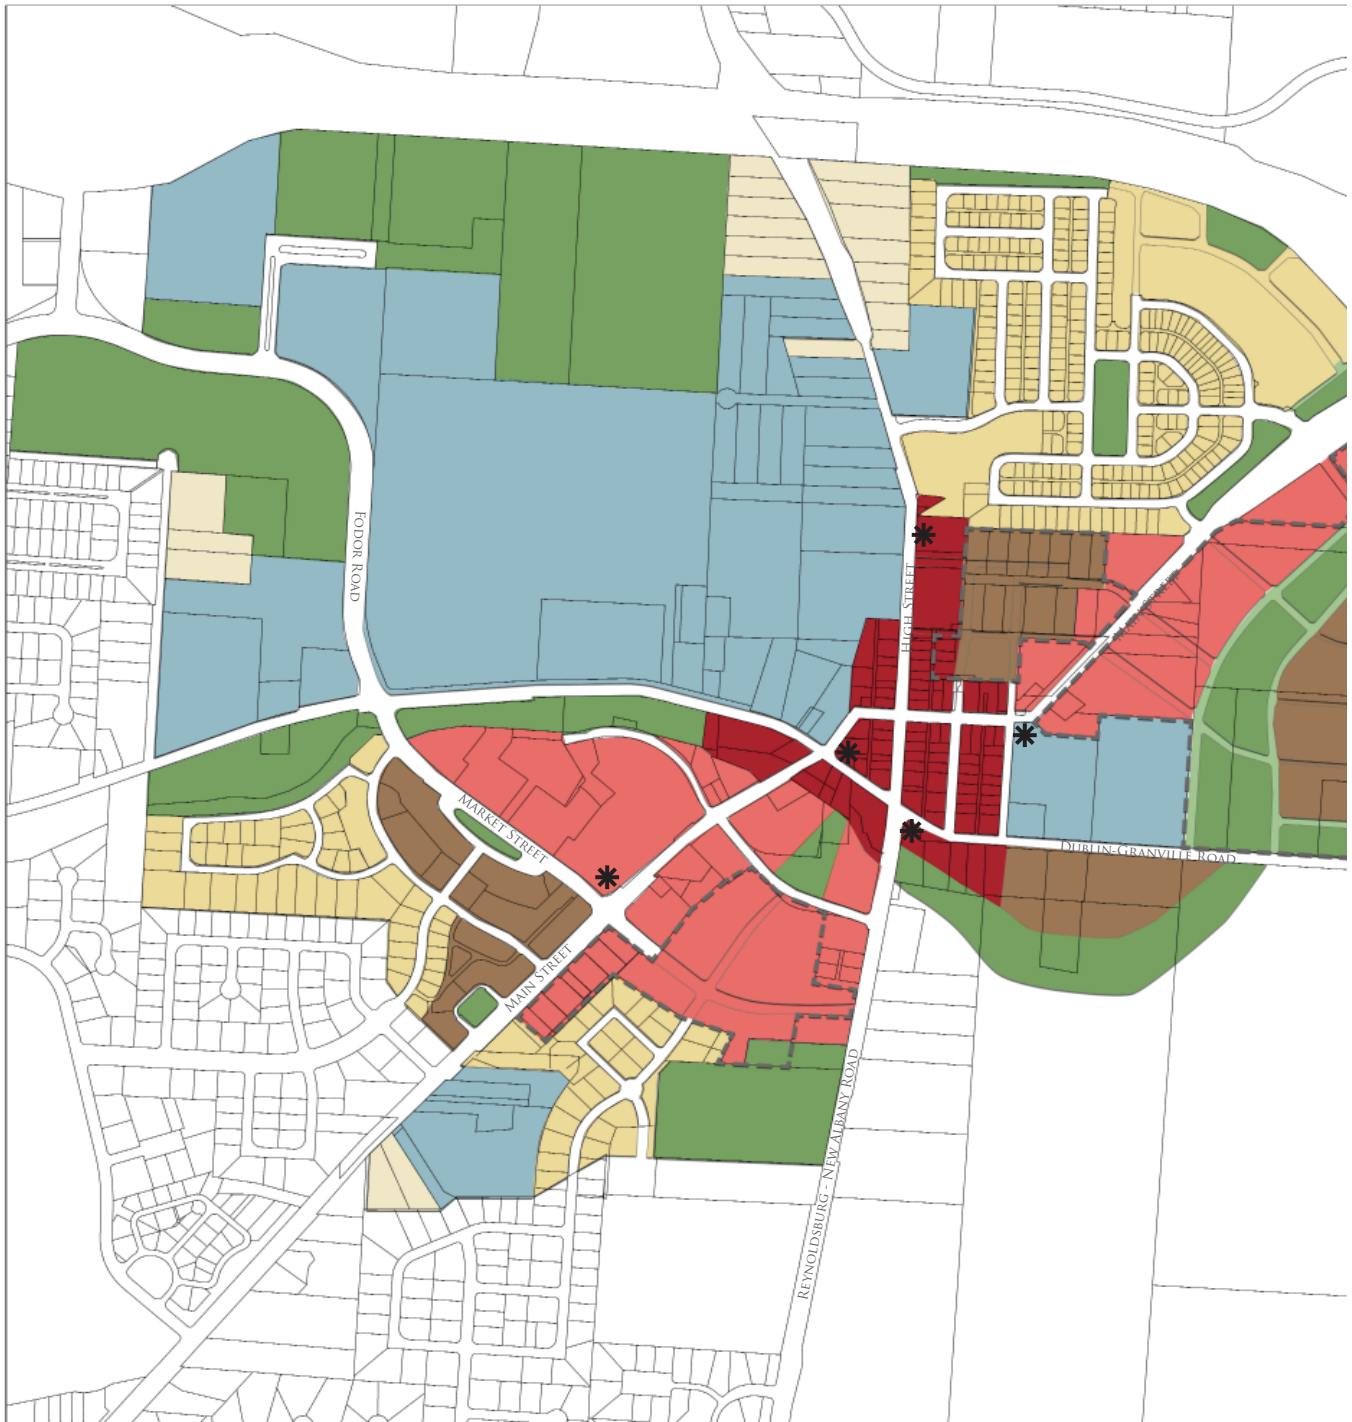 FODOR ROAD
HIGH STREET
MARKET STREET
DUBLIN-GRANVILLE ROAD
MAIN STREET
REYNOLDSBURG - NEW ALBANY ROAD